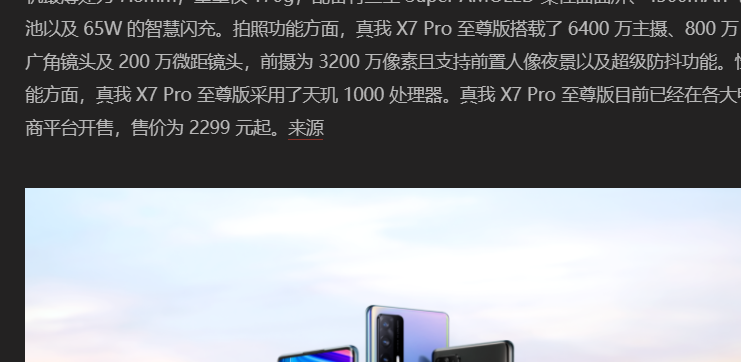 池以及 65W 的智慧闪充。拍照功能方面，真我 X7 Pro 至尊版搭载了 6400 万主摄、800 万
广角镜头及 200 万微距镜头，前摄为 3200 万像素且支持前置人像夜景以及超级防抖功能。
能方面，真我 X7 Pro 至尊版采用了天玑 1000 处理器。真我 X7 Pro 至尊版目前已经在各大
商平台开售，售价为 2299 元起。来源